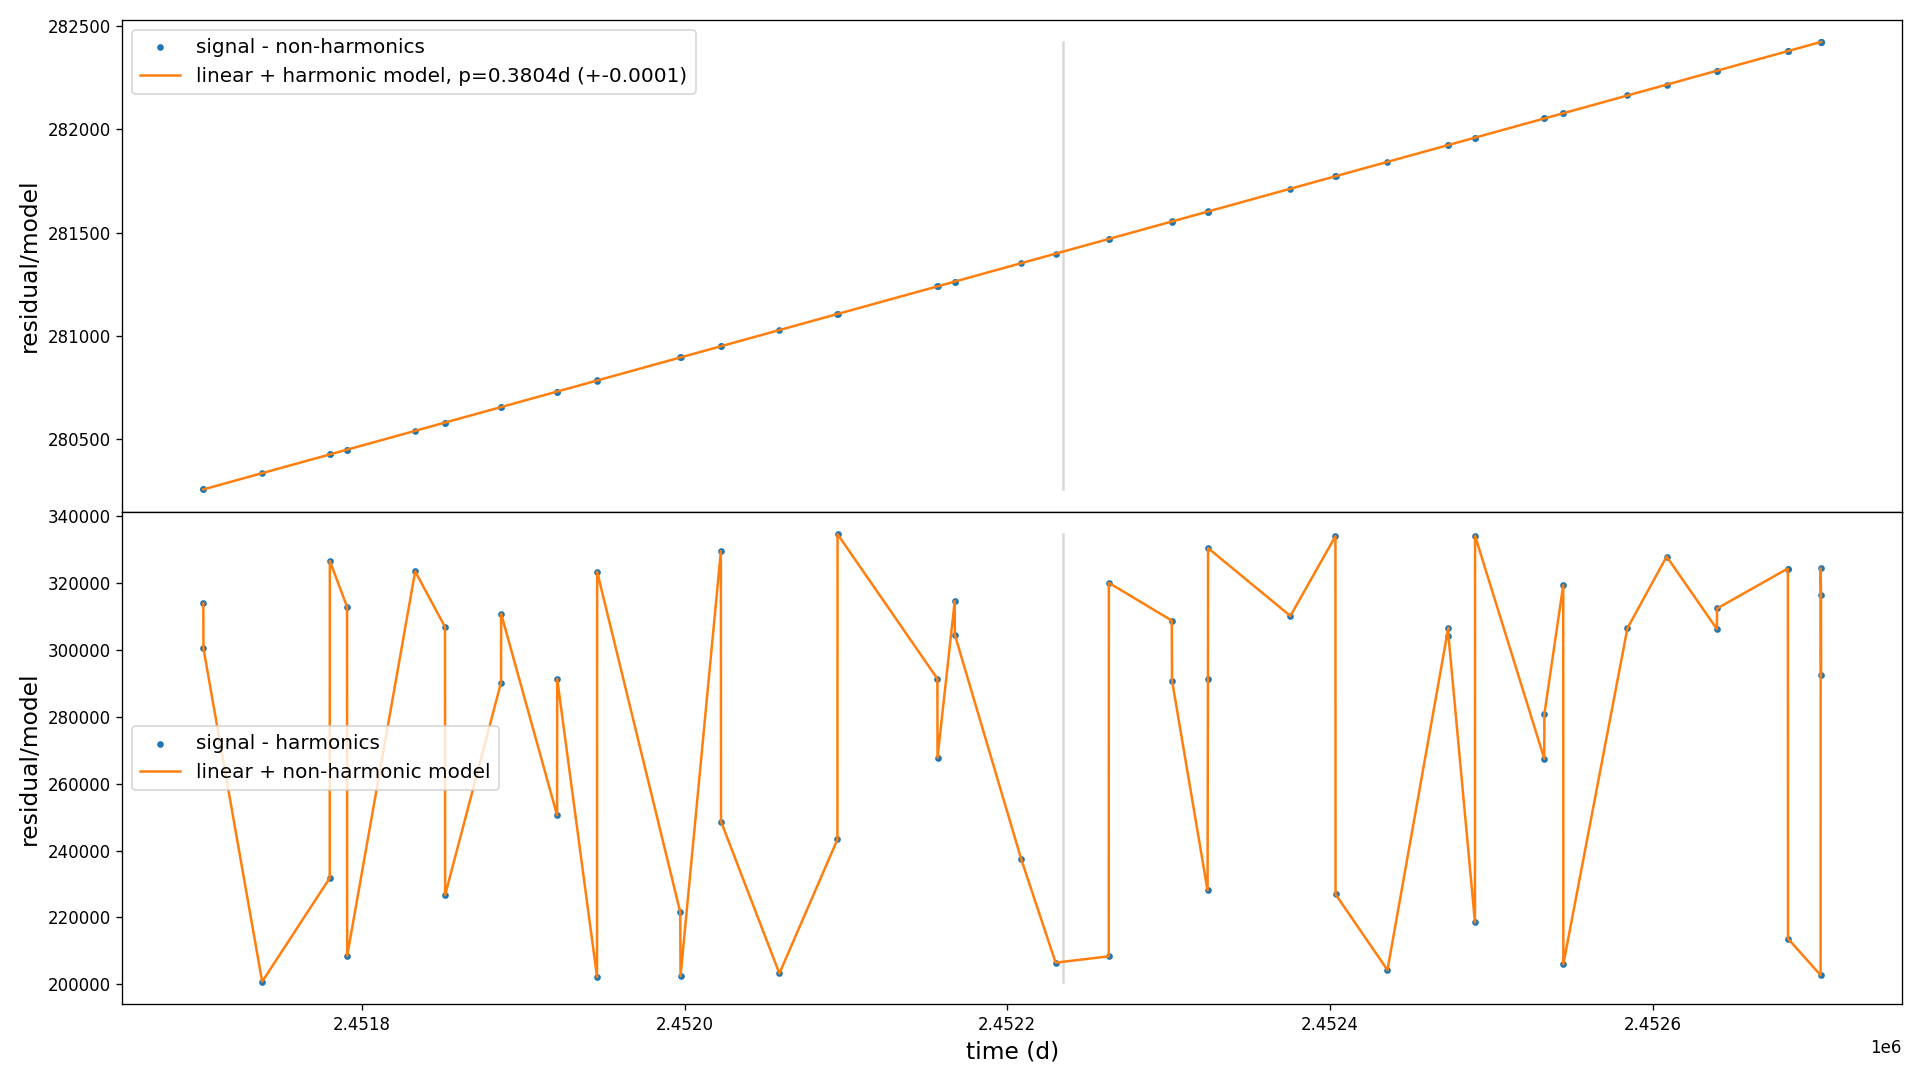 282500
282000
281500
281000
280500
residual/model
signal - non-harmonics
linear + harmonic model, p=0.3804d (+-0.0001)
340000
320000
300000
280000
260000
240000
220000
200000
residual/model
signal - harmonics
linear + non-harmonic model
2.4518
2.4520
2.4522
2.4524
2.4526
time (d)
1e6